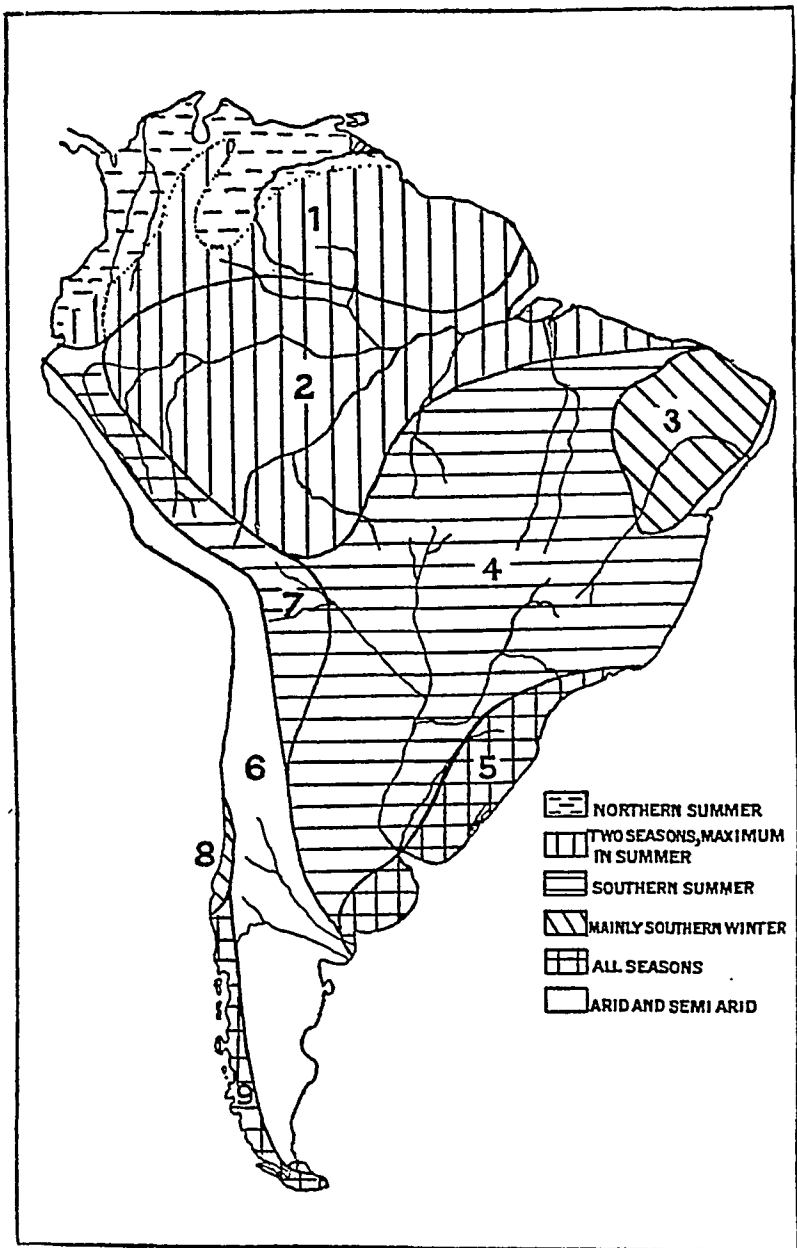 1
2
3
4
7
6
5
8
9
NORTHERN SUMMER
TWO SEASONS, MAXIMUM
IN SUMMER
SOUTHERN SUMMER
MAINLY SOUTHERN WINTER
ALL SEASONS
ARID AND SEMI ARID